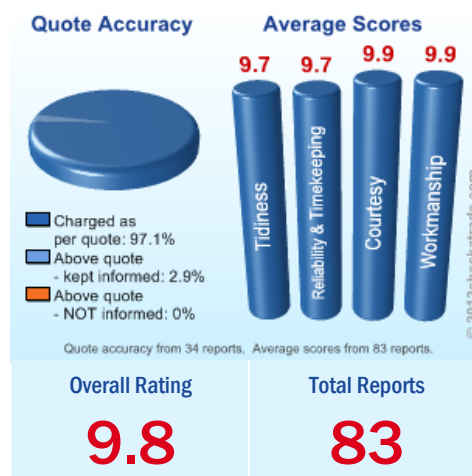 Quote Accuracy
Average Scores
9.7
9.7
9.9
9.9
Tidiness
Reliability & Timekeeping
Courtesy
Workmanship
Charged as
per quote: 97.1%
Above quote
- kept informed: 2.9%
Above quote
- NOT informed: 0%
© 2013checkatrade.com
Quote accuracy from 34 reports. Average scores from 83 reports.
Overall Rating
Total Reports
9.8
83